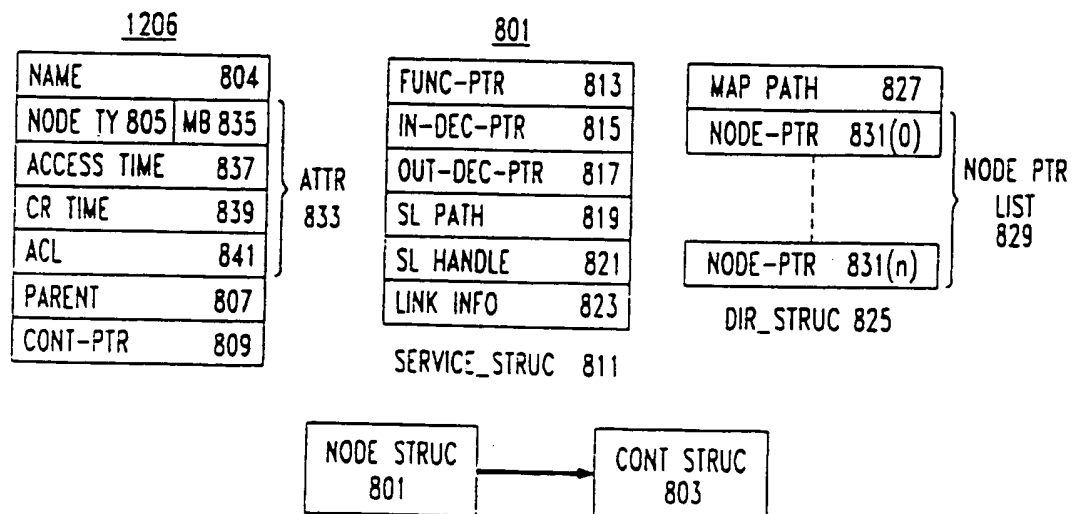 1206
NAME 804
NODE TY 805 MB 835
ACCESS TIME 837
CR TIME 839
ACL 841
PARENT 807
CONT-PTR 809
ATTR
833
801
FUNC-PTR 813
IN-DEC-PTR 815
OUT-DEC-PTR 817
SL PATH 819
SL HANDLE 821
LINK INFO 823
SERVICE_STRUC 811
MAP PATH 827
NODE-PTR 831(0)
NODE-PTR 831(n)
DIR_STRUC 825
NODE PTR
LIST
829
NODE STRUC
801
CONT STRUC
803